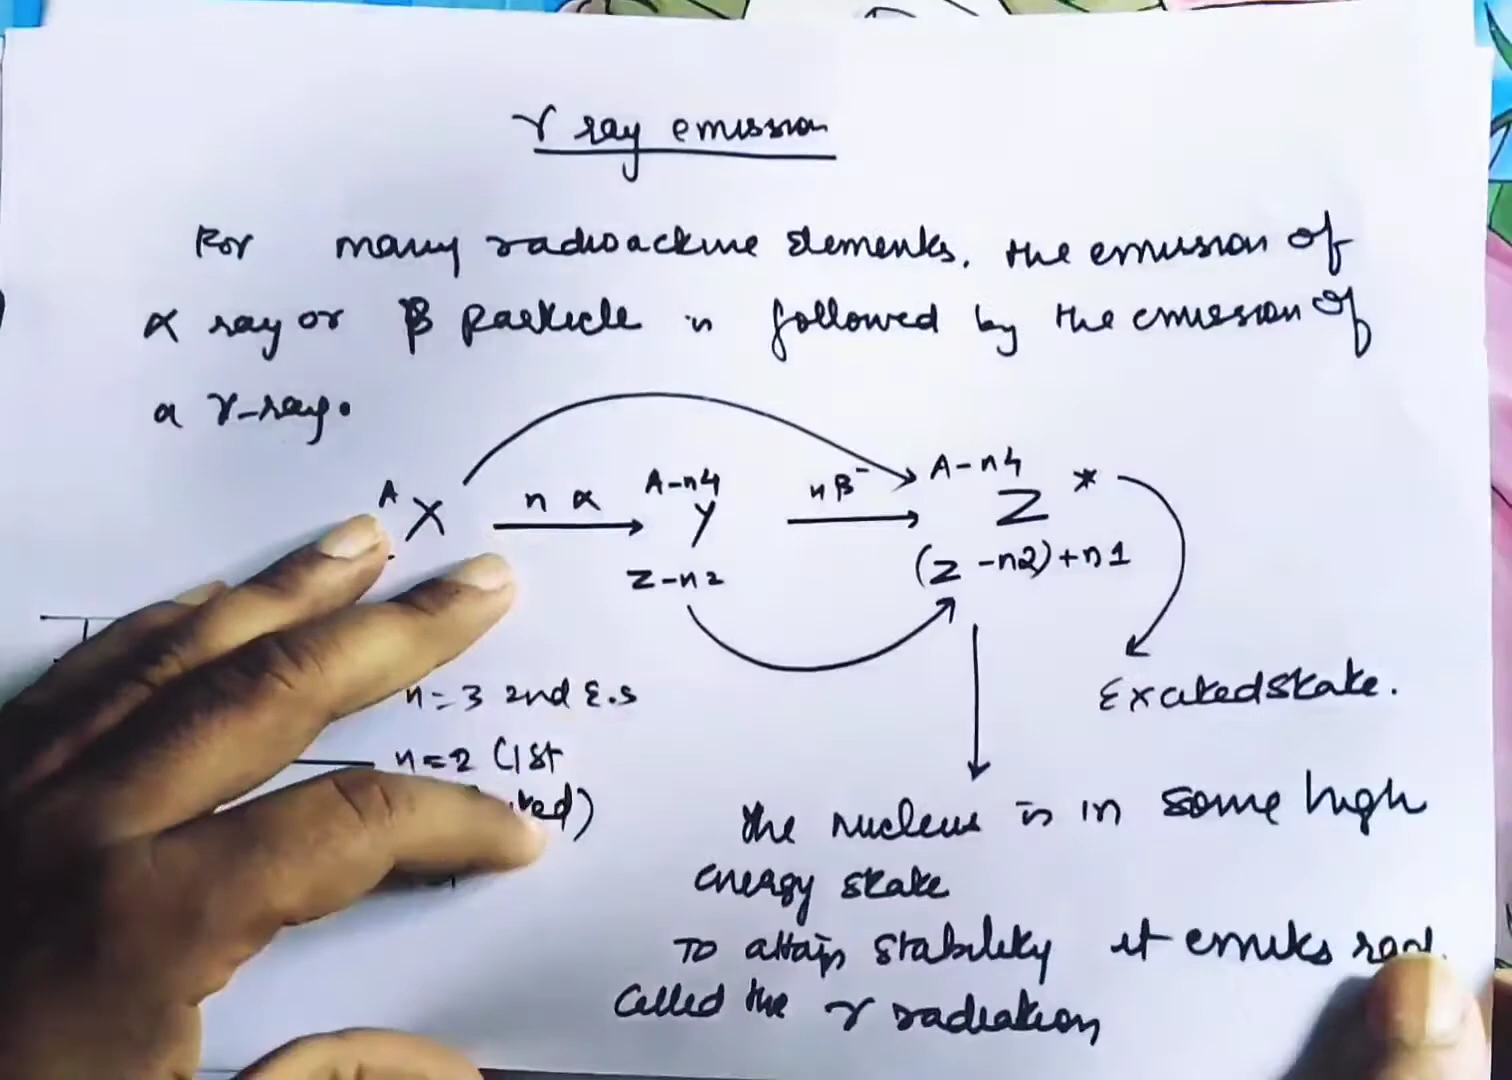 γ ray emission
For many radioactive elements, the emission of
α ray or β particle is followed by the emission of
a γ-ray.
A X n α A-n4 Y Z-n2 nβ⁻ A-n4 Z * (Z-n2)+n1
Excited state.
n=3 2nd E.S
n=2 (1st
the nucleus is in some high
energy state
To attain stability it emits
called the γ radiation